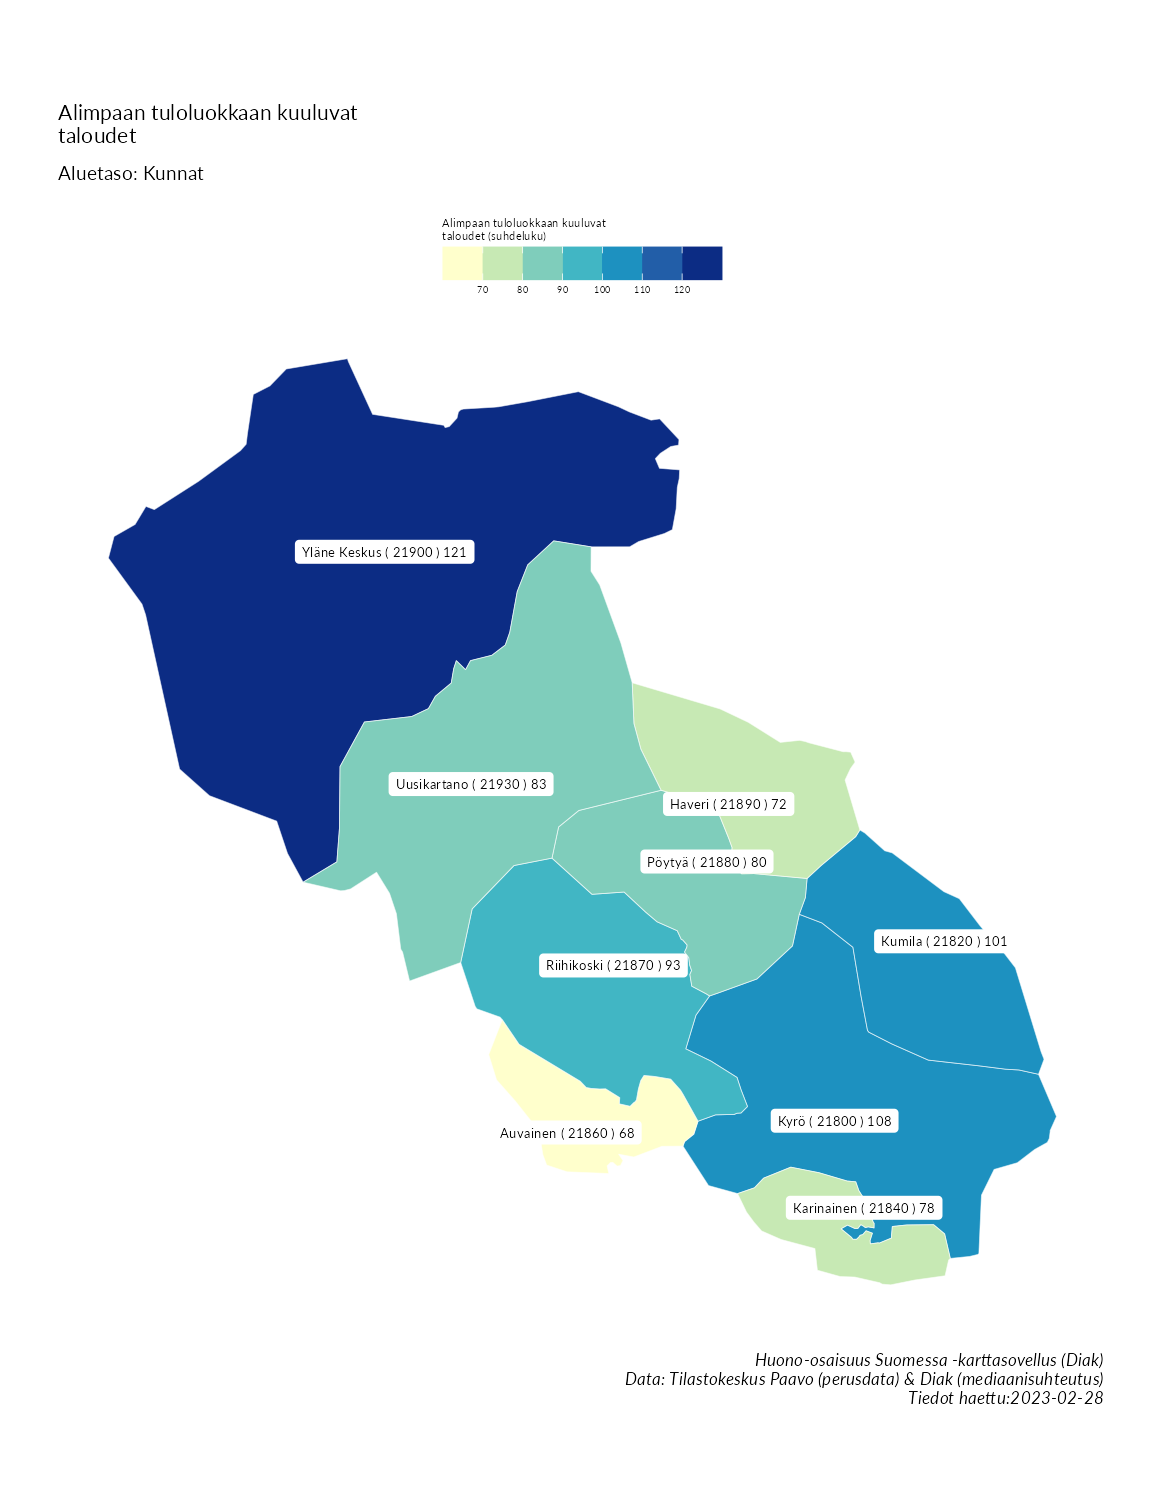 Alimpaan tuloluokkaan kuuluvat
taloudet
Aluetaso: Kunnat
Alimpaan tuloluokkaan kuuluvat
taloudet (suhdeluku)
70 80 90 100 110 120
Yläne Keskus ( 21900 ) 121
Uusikartano ( 21930 ) 83
Haveri ( 21890 ) 72
Pöytyä ( 21880 ) 80
Kumila ( 21820 ) 101
Riihikoski ( 21870 ) 93
Kyrö ( 21800 ) 108
Auvainen ( 21860 ) 68
Karinainen ( 21840 ) 78
Huono-osaisuus Suomessa -karttasovellus (Diak)
Data: Tilastokeskus Paavo (perusdata) & Diak (mediaanisuhteutus)
Tiedot haettu:2023-02-28